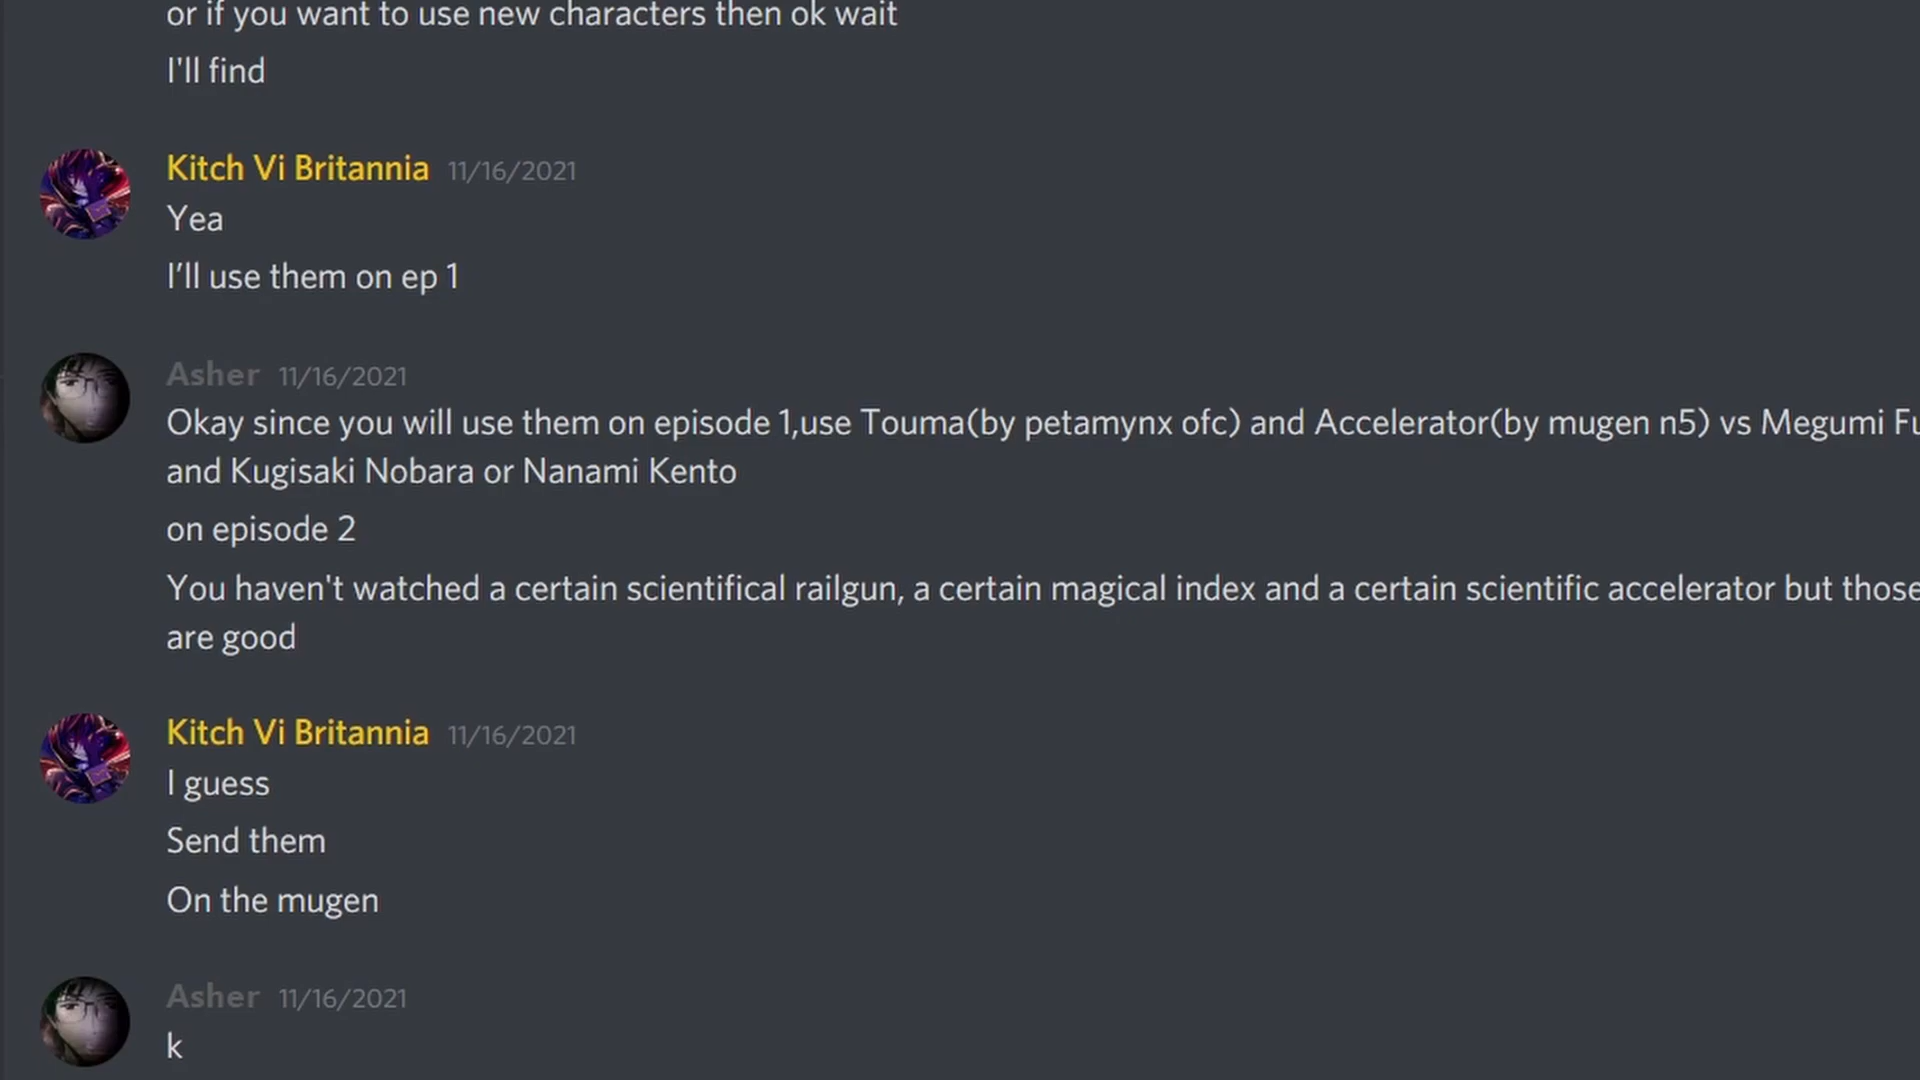 or if you want to use new characters then ok wait
I'll find
Kitch Vi Britannia 11/16/2021
Yea
I’ll use them on ep 1
Asher 11/16/2021
Okay since you will use them on episode 1,use Touma(by petamynx ofc) and Accelerator(by mugen n5) vs Megumi Fu
and Kugisaki Nobara or Nanami Kento
on episode 2
You haven't watched a certain scientifical railgun, a certain magical index and a certain scientific accelerator but those
are good
Kitch Vi Britannia 11/16/2021
I guess
Send them
On the mugen
Asher 11/16/2021
k